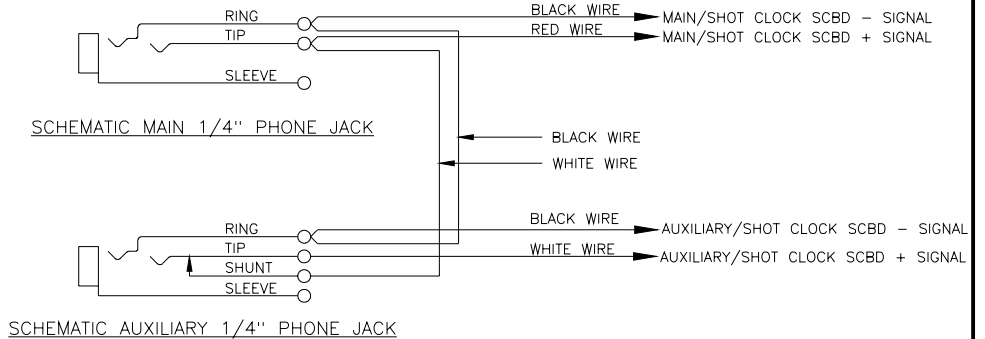 RING
BLACK WIRE
MAIN/SHOT CLOCK SCBD - SIGNAL
TIP
RED WIRE
MAIN/SHOT CLOCK SCBD + SIGNAL
SLEEVE
SCHEMATIC MAIN 1/4" PHONE JACK
BLACK WIRE
WHITE WIRE
RING
BLACK WIRE
AUXILIARY/SHOT CLOCK SCBD - SIGNAL
TIP
WHITE WIRE
AUXILIARY/SHOT CLOCK SCBD + SIGNAL
SHUNT
SLEEVE
SCHEMATIC AUXILIARY 1/4" PHONE JACK